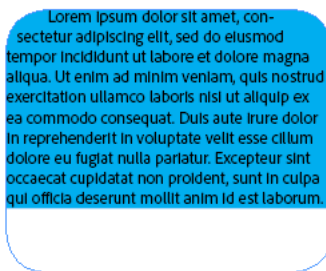 Lorem ipsum dolor sit amet, con-
sectetur adipiscing elit, sed do eiusmod
tempor incididunt ut labore et dolore magna
aliqua. Ut enim ad minim veniam, quis nostrud
exercitation ullamco laboris nisi ut aliquip ex
ea commodo consequat. Duis aute irure dolor
in reprehenderit in voluptate velit esse cillum
dolore eu fugiat nulla pariatur. Excepteur sint
occaecat cupidatat non proident, sunt in culpa
qui officia deserunt mollit anim id est laborum.